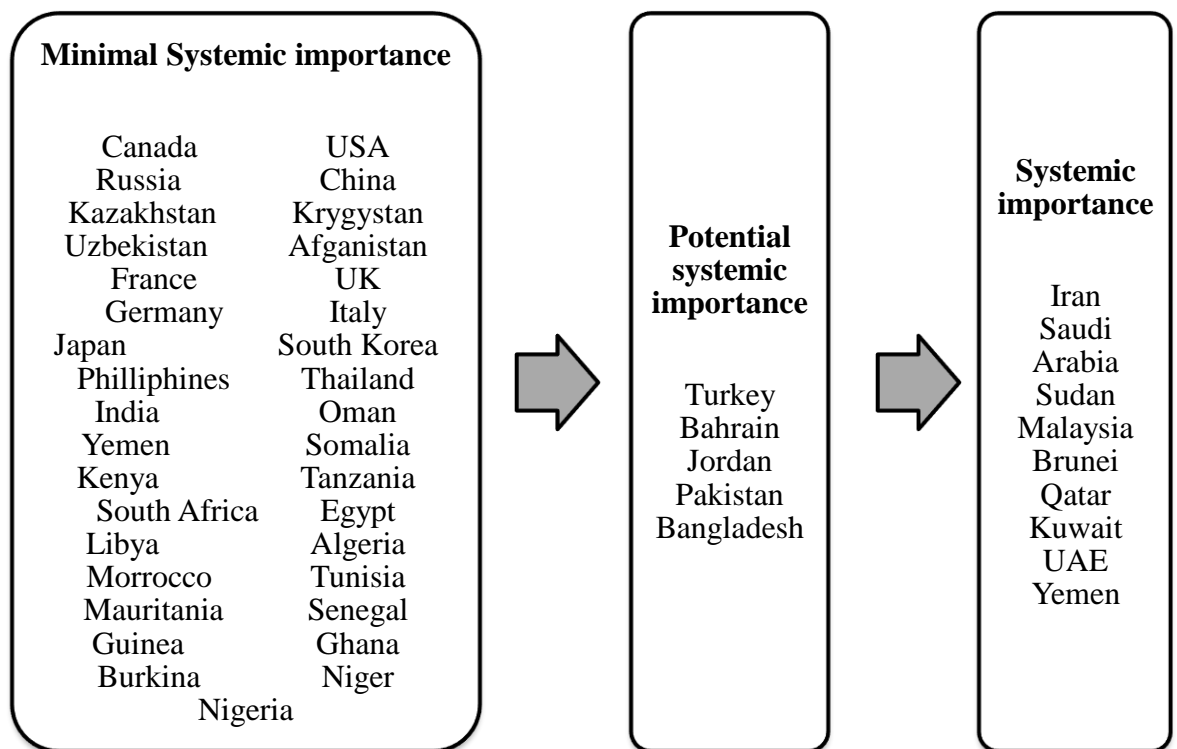 Minimal Systemic importance
Canada USA
Russia China
Kazakhstan Krygystan
Uzbekistan Afganistan
France UK
Germany Italy
Japan South Korea
Philliphines Thailand
India Oman
Yemen Somalia
Kenya Tanzania
South Africa Egypt
Libya Algeria
Morrocco Tunisia
Mauritania Senegal
Guinea Ghana
Burkina Niger
Nigeria
Potential
systemic
importance
Turkey
Bahrain
Jordan
Pakistan
Bangladesh
Systemic
importance
Iran
Saudi
Arabia
Sudan
Malaysia
Brunei
Qatar
Kuwait
UAE
Yemen